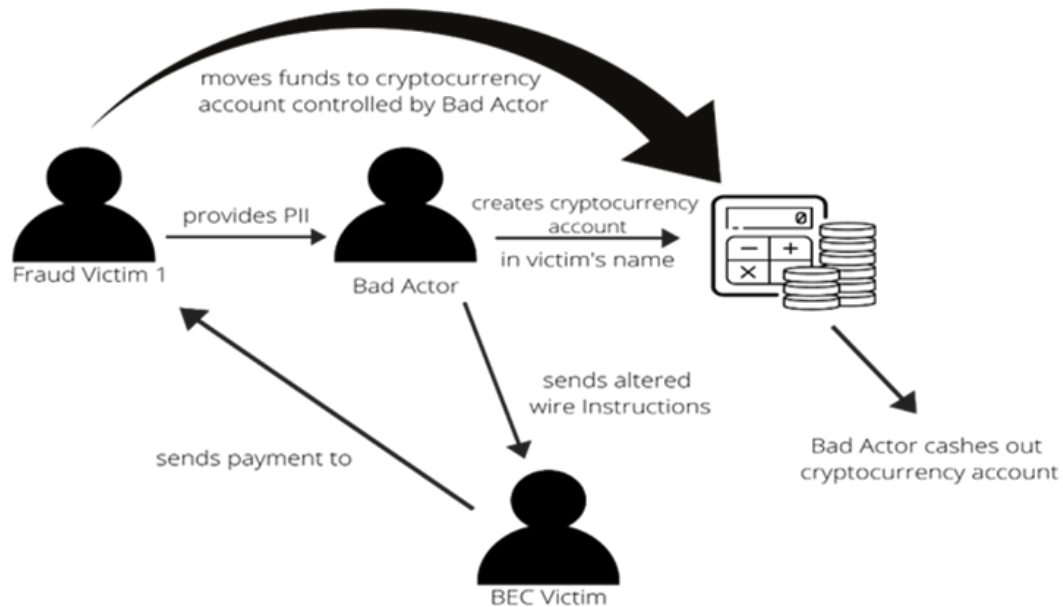 moves funds to cryptocurrency
account controlled by Bad Actor
provides PII
creates cryptocurrency
account
in victim's name
0
Fraud Victim 1
Bad Actor
sends altered
wire Instructions
sends payment to
Bad Actor cashes out
cryptocurrency account
BEC Victim